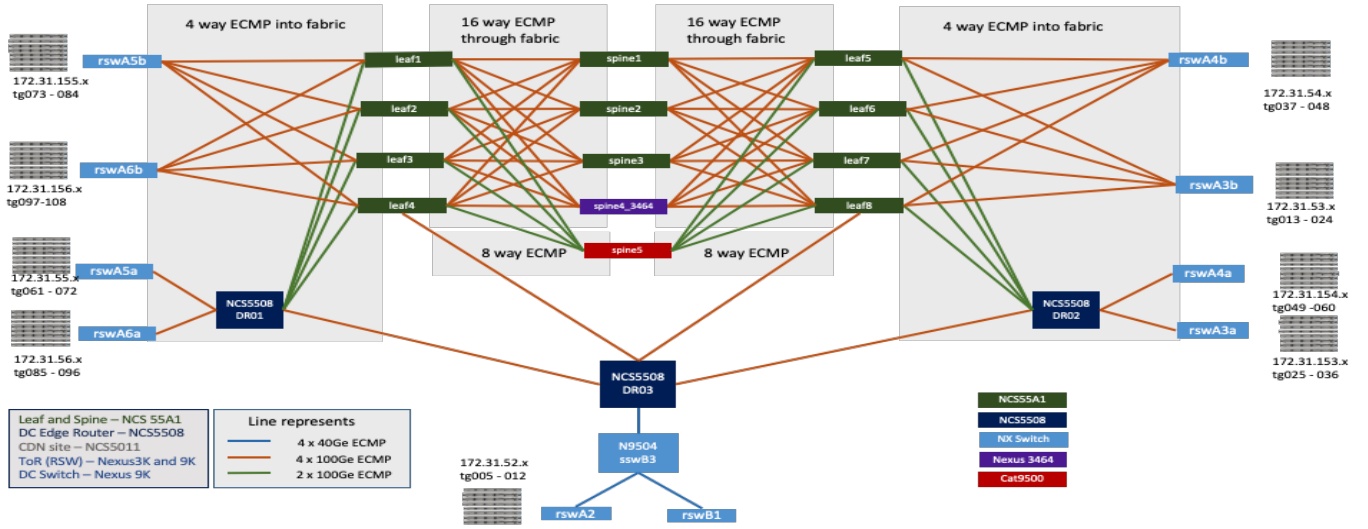 4 way ECMP into fabric
16 way ECMP
through fabric
16 way ECMP
through fabric
4 way ECMP into fabric
rswA5b
172.31.155.x
tg073 - 084
rswA6b
172.31.156.x
tg097-108
rswA5a
172.31.55.x
tg061 - 072
rswA6a
172.31.56.x
tg085 - 096
leaf1
leaf2
leaf3
leaf4
spine1
spine2
spine3
spine4_3464
spine5
8 way ECMP
8 way ECMP
leaf5
leaf6
leaf7
leaf8
rswA4b
172.31.54.x
tg037 - 048
rswA3b
172.31.53.x
tg013 - 024
rswA4a
172.31.154.x
tg049 -060
rswA3a
172.31.153.x
tg025 - 036
NCS5508
DR01
NCS5508
DR02
NCS5508
DR03
N9504
sswB3
172.31.52.x
tg005 - 012
rswA2
rswB1
Leaf and Spine – NCS 55A1
DC Edge Router – NCS5508
CDN site – NCS5011
ToR (RSW) – Nexus3K and 9K
DC Switch – Nexus 9K
Line represents
4 x 40Ge ECMP
4 x 100Ge ECMP
2 x 100Ge ECMP
NCS55A1
NCS5508
NX Switch
Nexus 3464
Cat9500